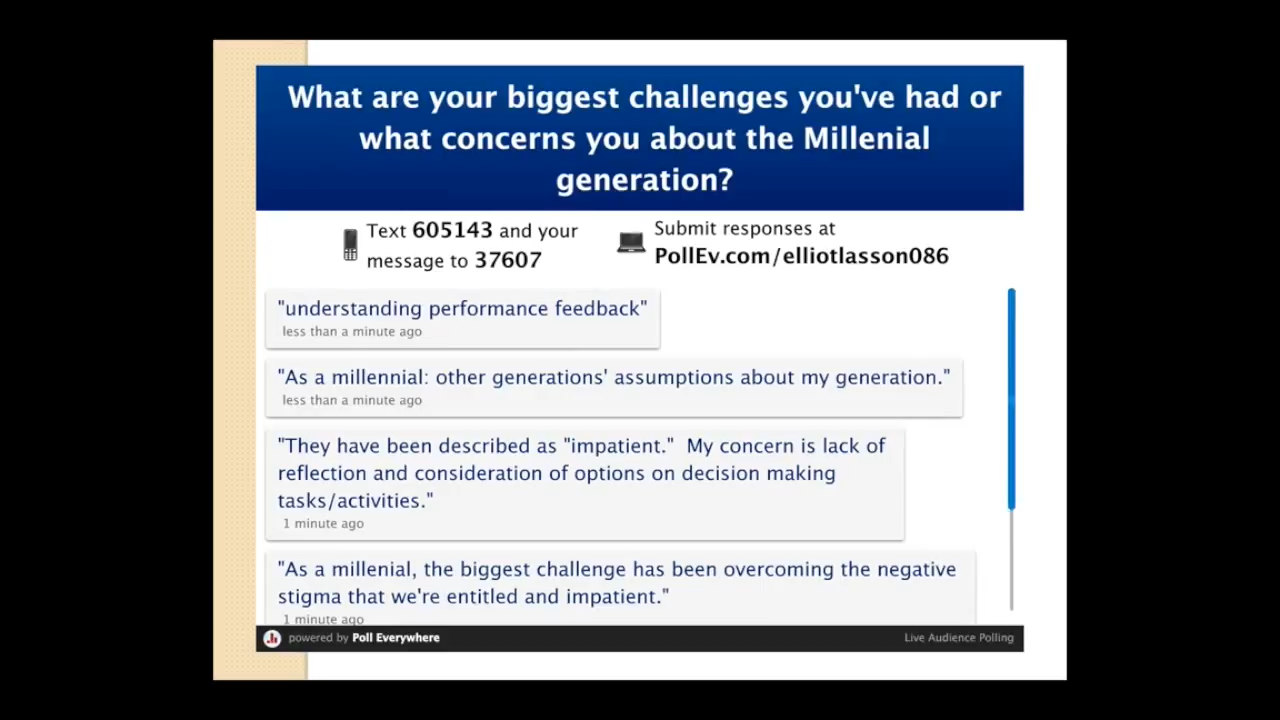 What are your biggest challenges you've had or
what concerns you about the Millenial
generation?
Text 605143 and your
message to 37607
Submit responses at
PollEv.com/elliotlasson086
"understanding performance feedback"
less than a minute ago
"As a millennial: other generations' assumptions about my generation."
less than a minute ago
"They have been described as "impatient."  My concern is lack of
reflection and consideration of options on decision making
tasks/activities."
1 minute ago
"As a millenial, the biggest challenge has been overcoming the negative
stigma that we're entitled and impatient."
1 minute ago
powered by Poll Everywhere
Live Audience Polling